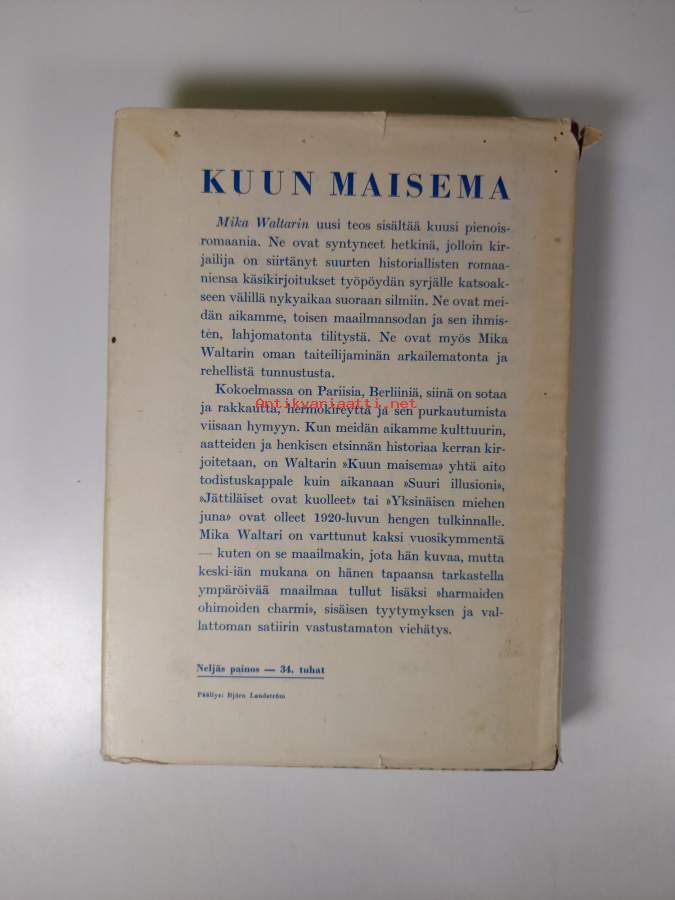 KUUN MAISEMA
Mika Waltarin uusi teos sisältää kuusi pienois-
romaania. Ne ovat syntyneet hetkinä, jolloin kir-
jailija on siirtänyt suurten historiallisten romaa-
niensa käsikirjoitukset työpöydän syrjälle katsoak-
seen välillä nykyaikaa suoraan silmiin. Ne ovat mei-
dän aikamme, toisen maailmansodan ja sen ihmis-
ten, lahjomatonta tilitystä. Ne ovat myös Mika
Waltarin oman taiteilijaminän arkailematonta ja
rehellistä tunnustusta.
Kokoelmassa on Pariisia, Berliiniä, siinä on sotaa
Antikvariaatti.net
ja rakkautta, hermokireyttä ja sen purkautumista
viisaan hymyyn. Kun meidän aikamme kulttuurin,
aatteiden ja henkisen etsinnän historiaa kerran kir-
joitetaan, on Waltarin »Kuun maisema» yhtä aito
todistuskappale kuin aikanaan »Suuri illusioni»,
»Jättiläiset ovat kuolleet» tai »Yksinäisen miehen
juna» ovat olleet 1920-luvun hengen tulkinnalle.
Mika Waltari on varttunut kaksi vuosikymmentä
— kuten on se maailmakin, jota hän kuvaa, mutta
keski-iän mukana on hänen tapaansa tarkastella
ympäröivää maailmaa tullut lisäksi »harmaiden
ohimoiden charmi», sisäisen tyytymyksen ja val-
lattoman satiirin vastustamaton viehätys.
Neljäs painos — 34. tuhat
Päällys: Björn Landström